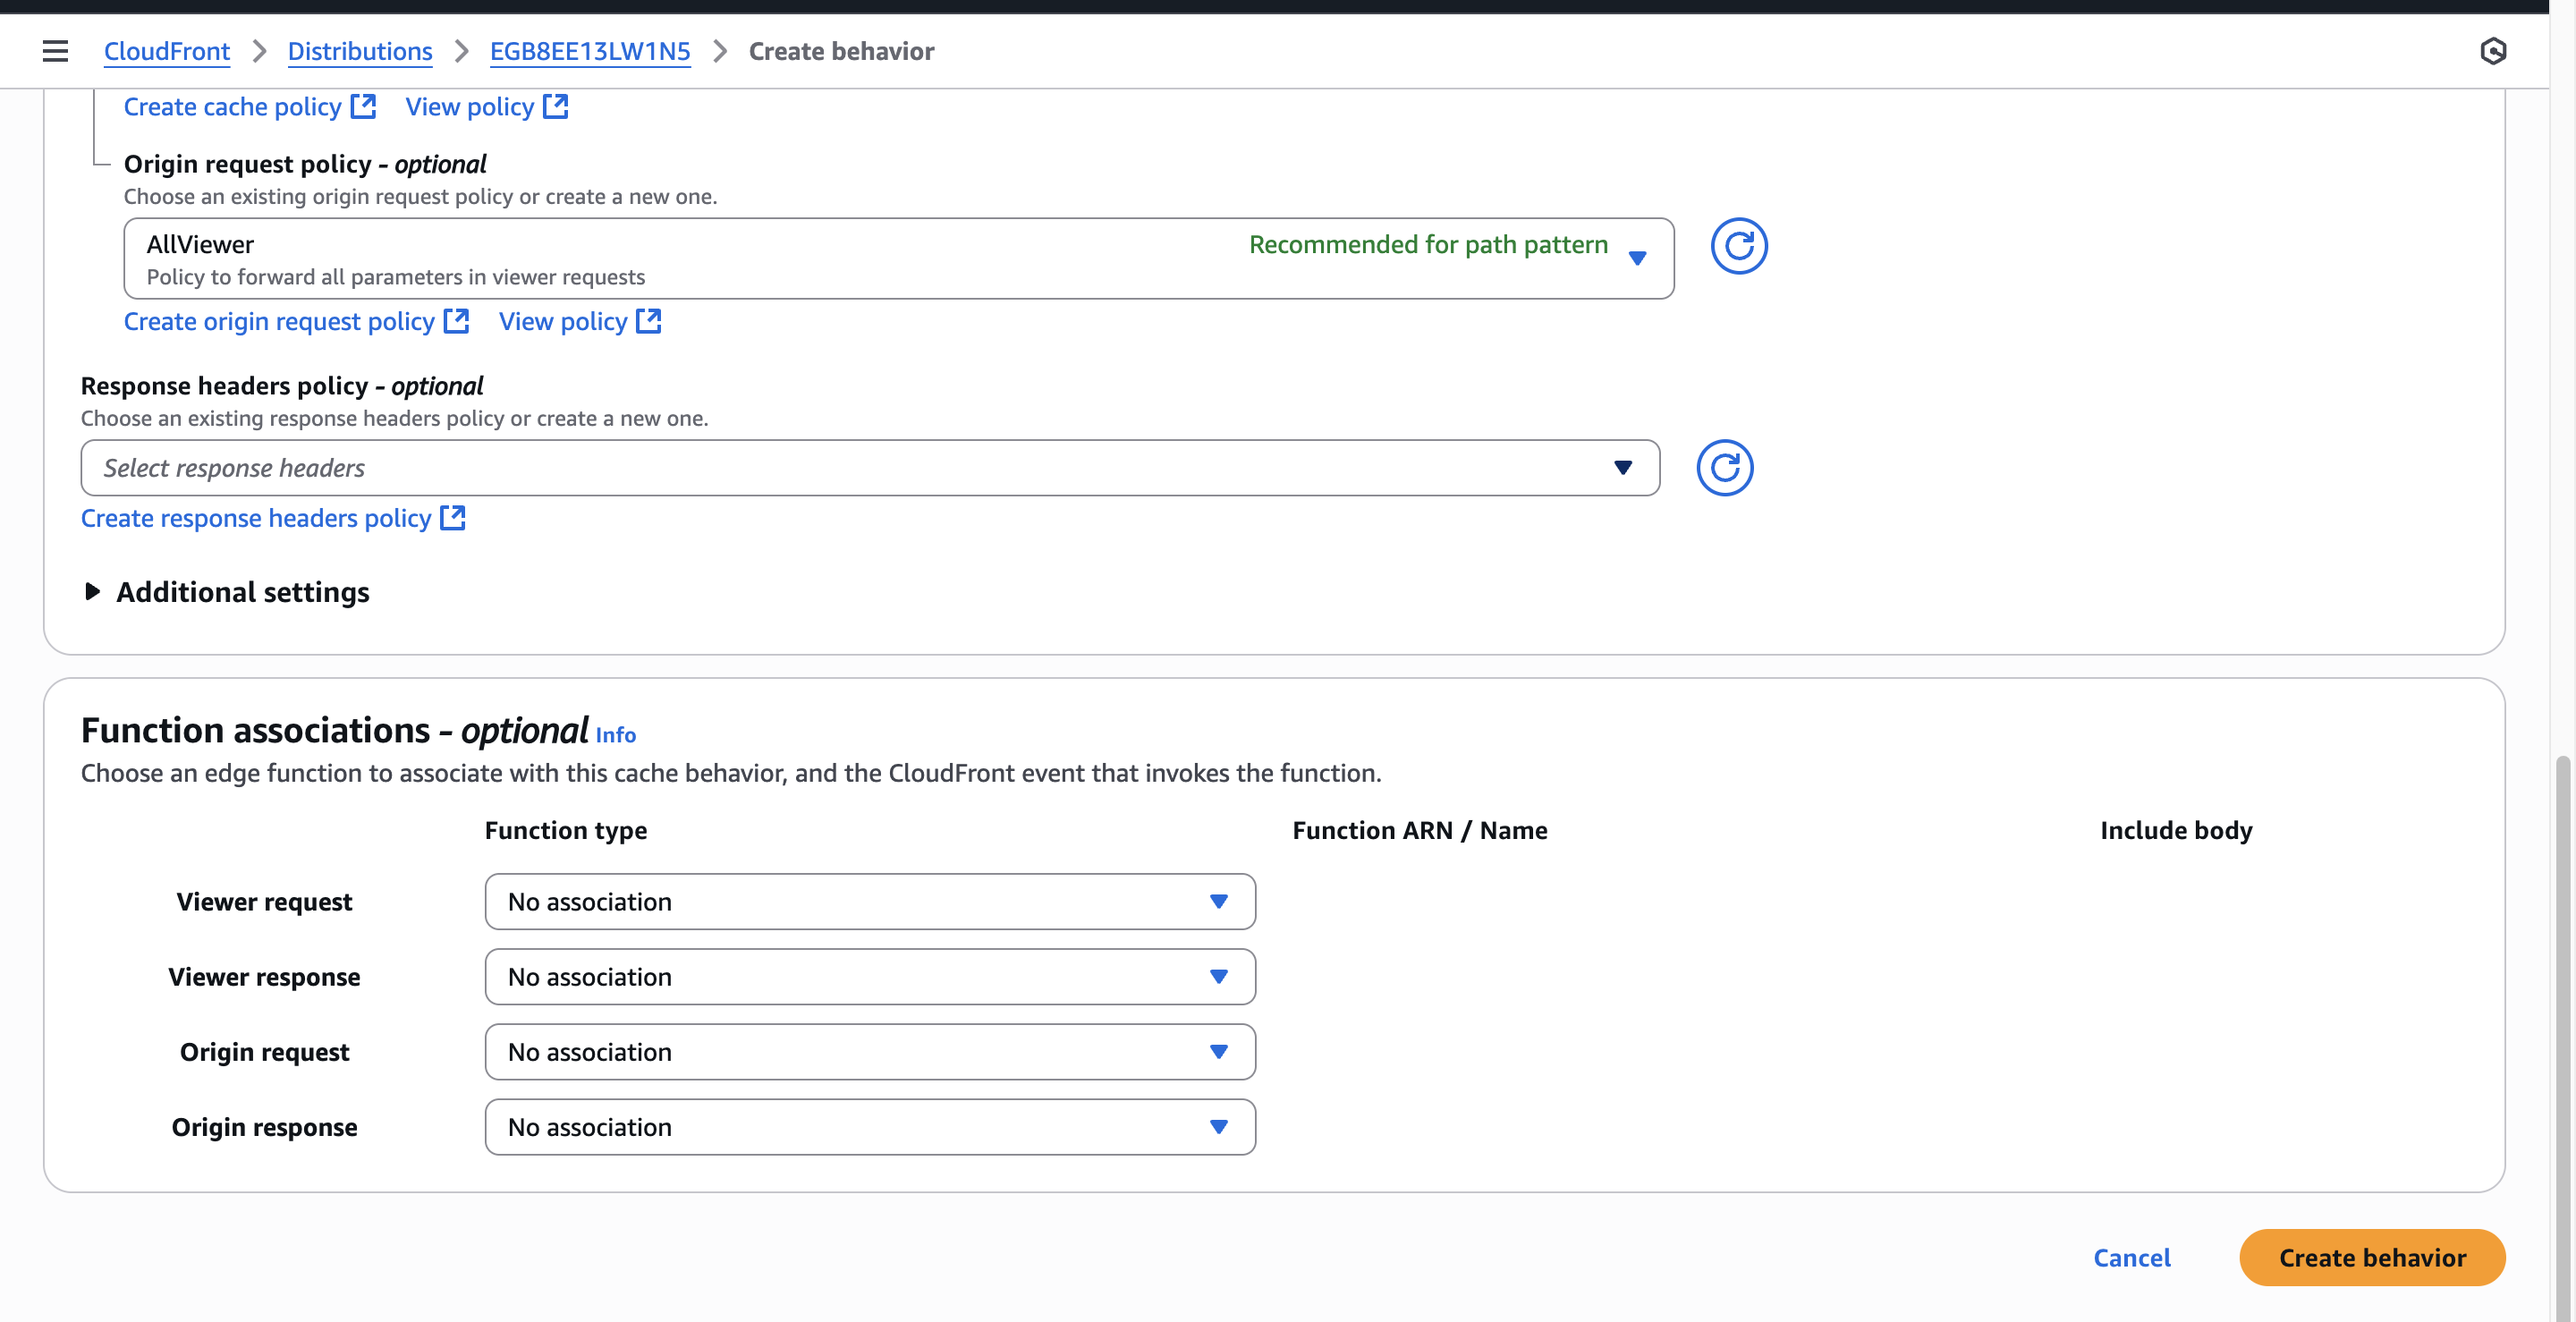 CloudFront > Distributions > EGB8EE13LW1N5 > Create behavior
Create cache policy View policy
Origin request policy - optional
Choose an existing origin request policy or create a new one.
AllViewer Recommended for path pattern
Policy to forward all parameters in viewer requests
Create origin request policy View policy
Response headers policy - optional
Choose an existing response headers policy or create a new one.
Select response headers
Create response headers policy
Additional settings
Function associations - optional Info
Choose an edge function to associate with this cache behavior, and the CloudFront event that invokes the function.
Function type Function ARN / Name Include body
Viewer request No association
Viewer response No association
Origin request No association
Origin response No association
Cancel Create behavior